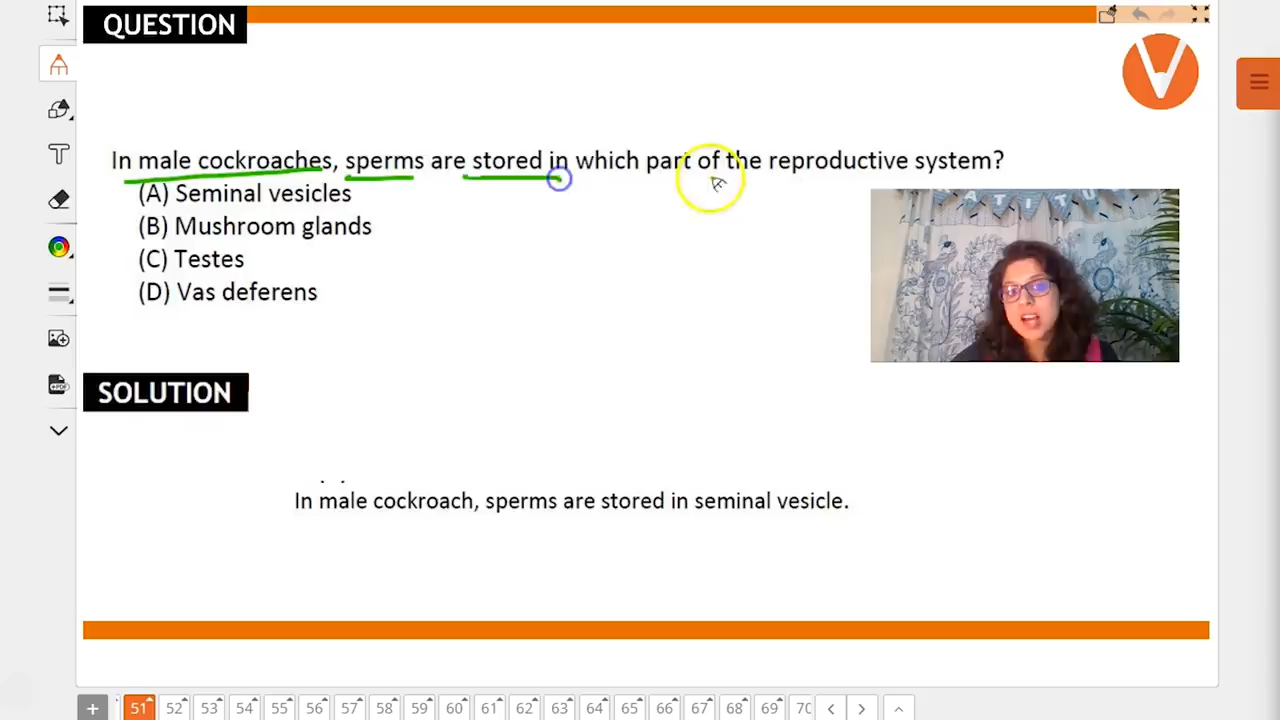 QUESTION
In male cockroaches, sperms are stored in which part of the reproductive system?
(A) Seminal vesicles
(B) Mushroom glands
(C) Testes
(D) Vas deferens
SOLUTION
In male cockroach, sperms are stored in seminal vesicle.
51 52 53 54 55 56 57 58 59 60 61 62 63 64 65 66 67 68 69 70